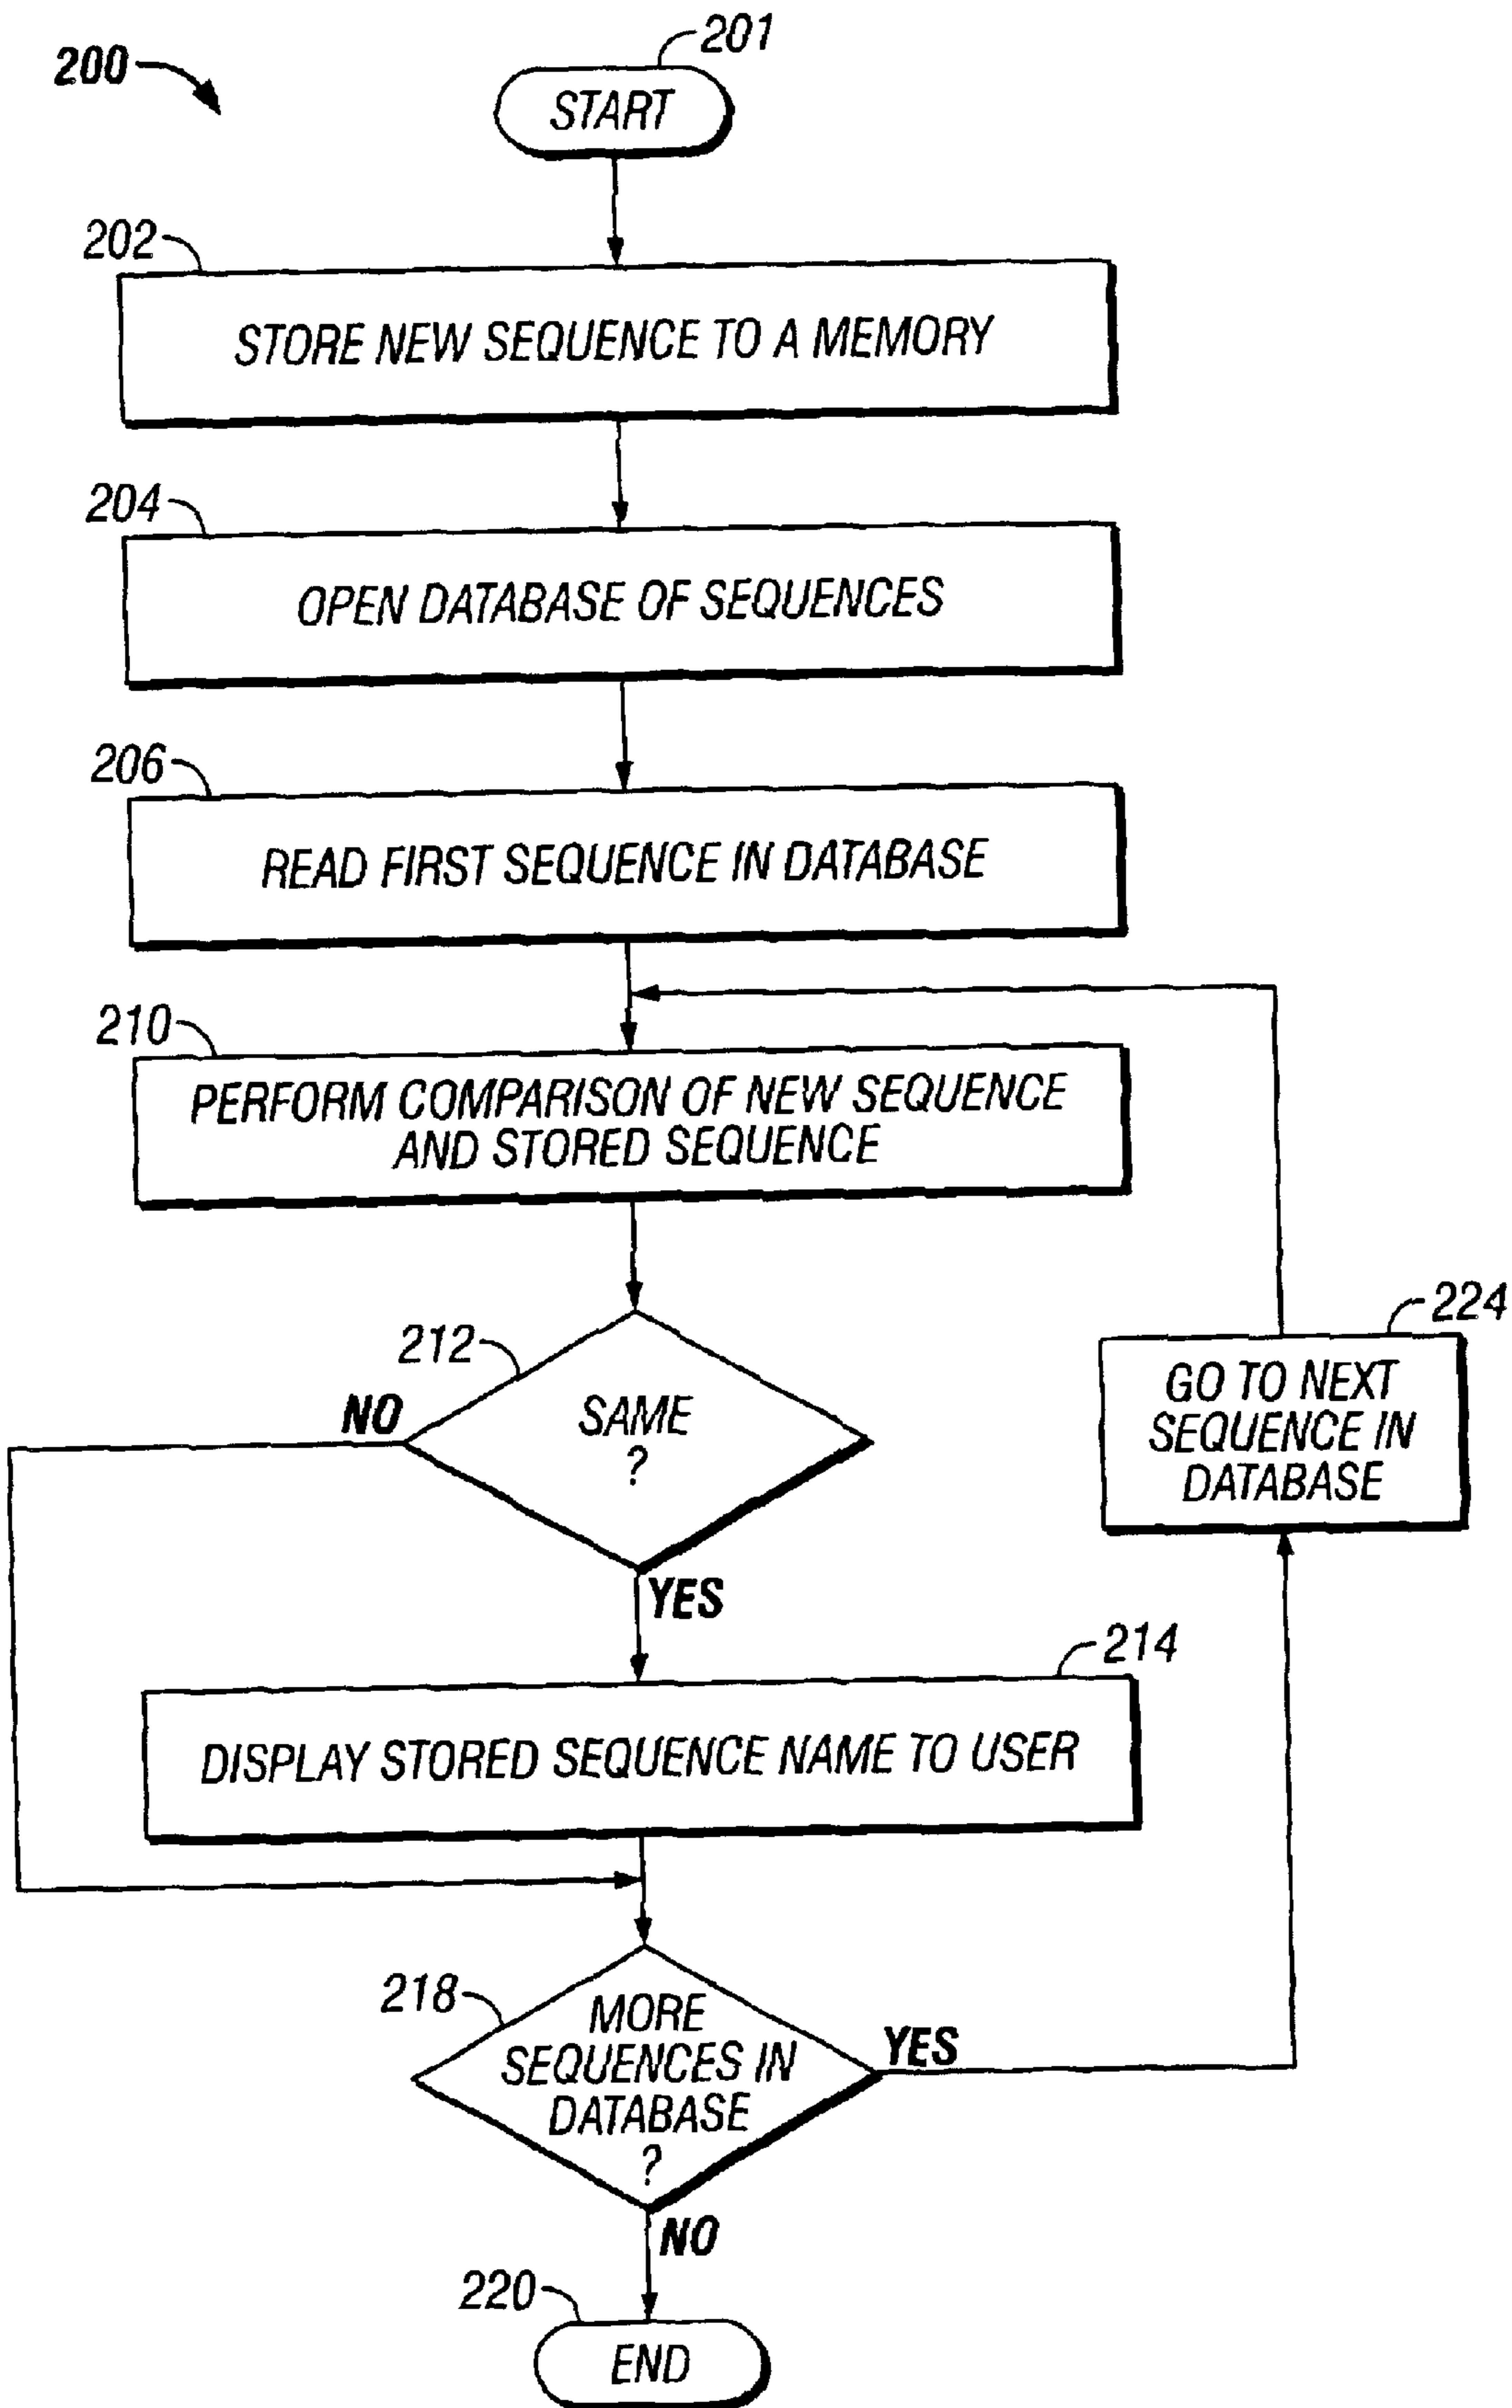 200
201
START
202
STORE NEW SEQUENCE TO A MEMORY
204
OPEN DATABASE OF SEQUENCES
206
READ FIRST SEQUENCE IN DATABASE
210
PERFORM COMPARISON OF NEW SEQUENCE
AND STORED SEQUENCE
212
NO
SAME
?
YES
224
GO TO NEXT
SEQUENCE IN
DATABASE
214
DISPLAY STORED SEQUENCE NAME TO USER
218
MORE
SEQUENCES IN
DATABASE
?
YES
NO
220
END